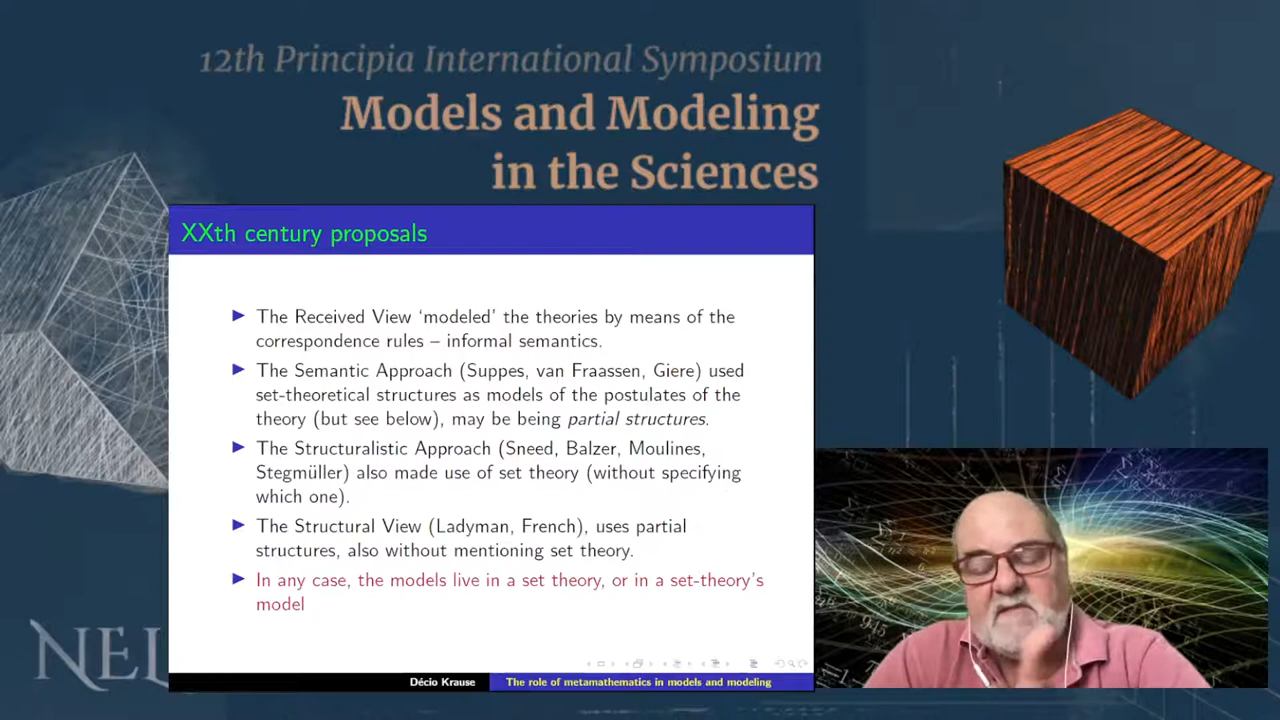 12th Principia International Symposium
Models and Modeling
in the Sciences
XXth century proposals
The Received View ‘modeled’ the theories by means of the
correspondence rules – informal semantics.
The Semantic Approach (Suppes, van Fraassen, Giere) used
set-theoretical structures as models of the postulates of the
theory (but see below), may be being partial structures.
The Structuralistic Approach (Sneed, Balzer, Moulines,
Stegmüller) also made use of set theory (without specifying
which one).
The Structural View (Ladyman, French), uses partial
structures, also without mentioning set theory.
In any case, the models live in a set theory, or in a set-theory's
model
NEL
Décio Krause
The role of metamathematics in models and modeling